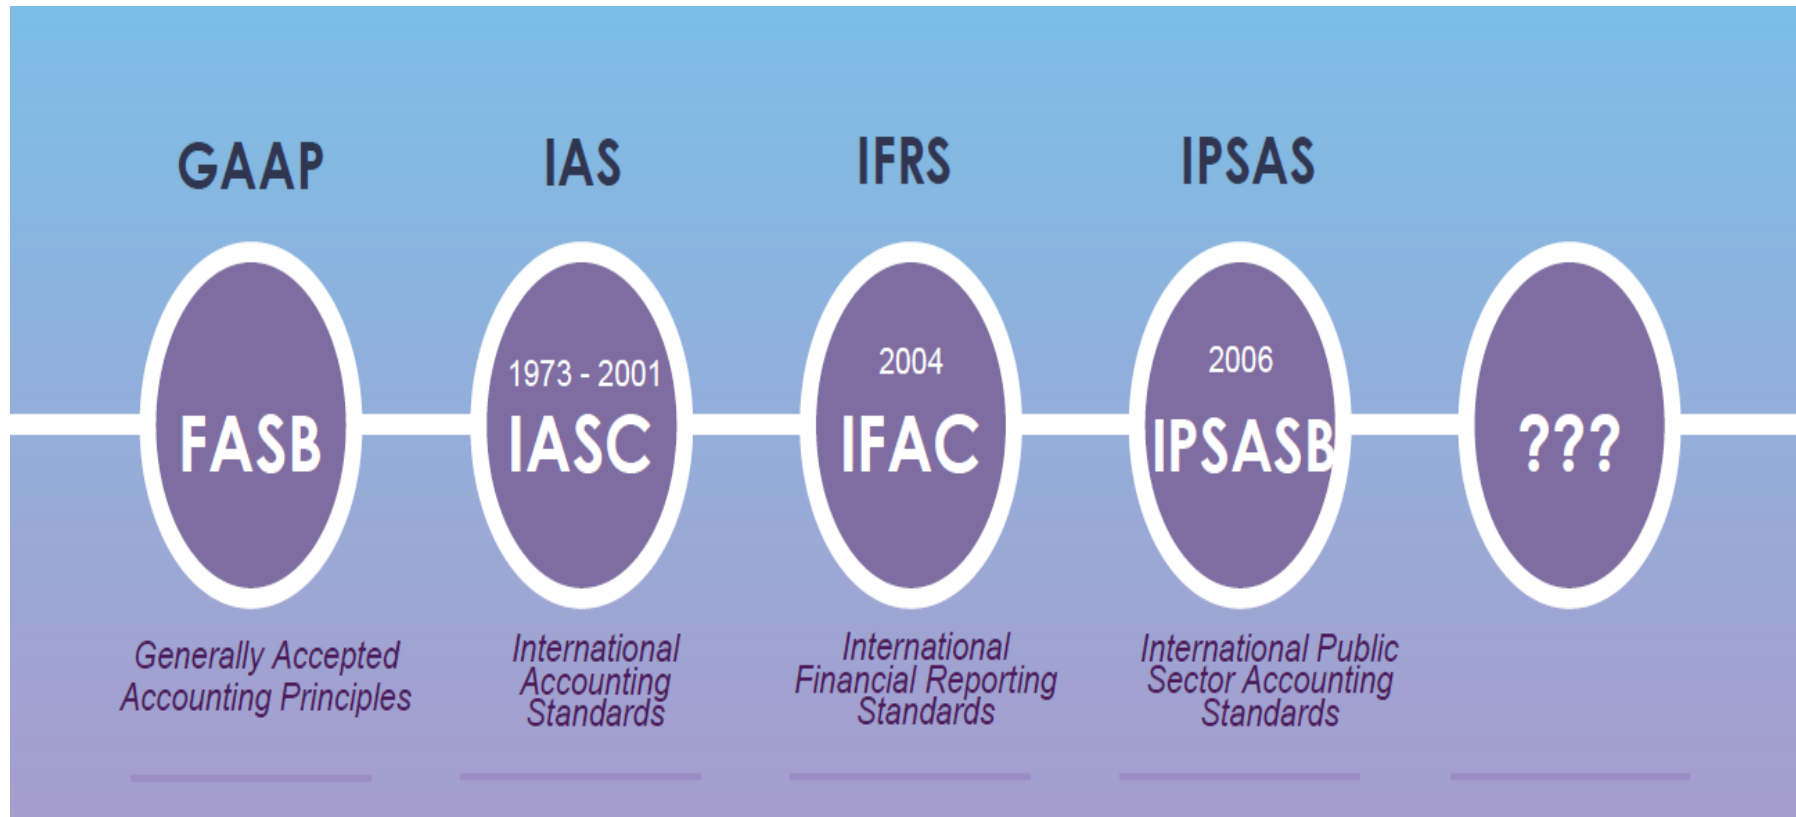 GAAP
IAS
IFRS
IPSAS
FASB
1973 - 2001
IASC
2004
IFAC
2006
IPSASB
???
Generally Accepted
Accounting Principles
International
Accounting
Standards
International
Financial Reporting
Standards
International Public
Sector Accounting
Standards